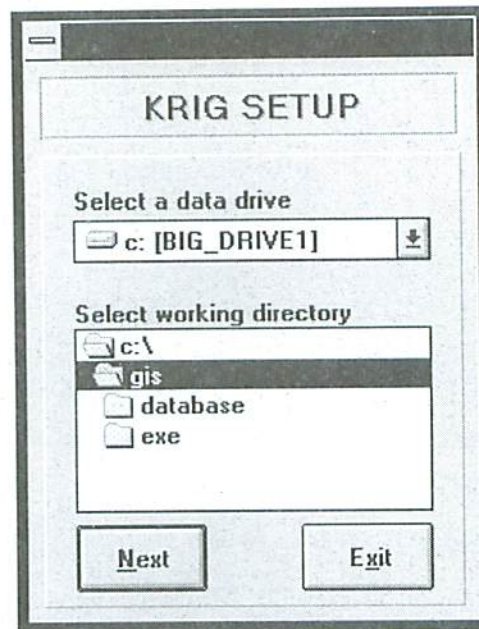 KRIG SETUP
Select a data drive
c: [BIG_DRIVE1]
Select working directory
c:\
gis
database
exe
Next
Exit